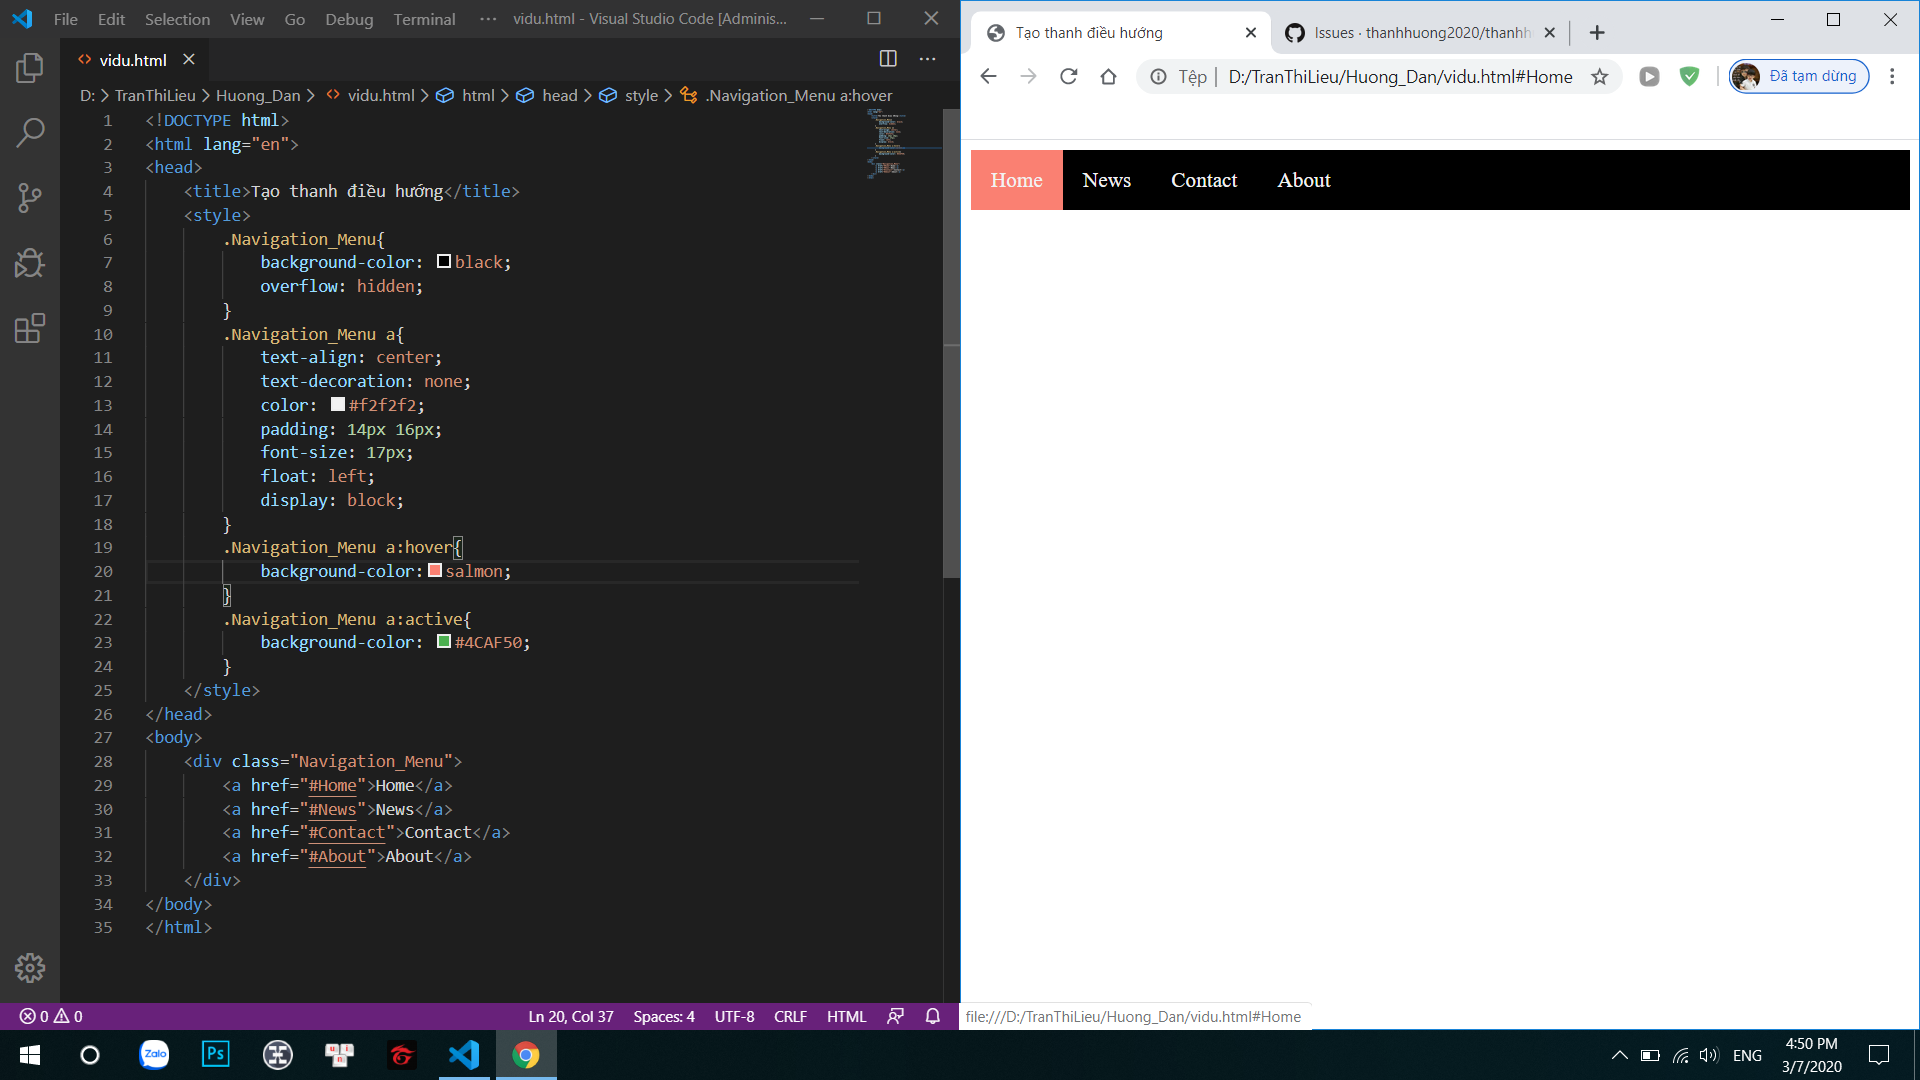 File Edit Selection View Go Debug Terminal ··· vidu.html - Visual Studio Code [Adminis...
vidu.html
D: > TranThiLieu > Huong_Dan > vidu.html > html > head > style > .Navigation_Menu a:hover
1 <!DOCTYPE html>
2 <html lang="en">
3 <head>
4 <title>Tạo thanh điều hướng</title>
5 <style>
6 .Navigation_Menu{
7 background-color: black;
8 overflow: hidden;
9 }
10 .Navigation_Menu a{
11 text-align: center;
12 text-decoration: none;
13 color: #f2f2f2;
14 padding: 14px 16px;
15 font-size: 17px;
16 float: left;
17 display: block;
18 }
19 .Navigation_Menu a:hover{
20 background-color: salmon;
21 }
22 .Navigation_Menu a:active{
23 background-color: #4CAF50;
24 }
25 </style>
26 </head>
27 <body>
28 <div class="Navigation_Menu">
29 <a href="#Home">Home</a>
30 <a href="#News">News</a>
31 <a href="#Contact">Contact</a>
32 <a href="#About">About</a>
33 </div>
34 </body>
35 </html>
0 0 Ln 20, Col 37 Spaces: 4 UTF-8 CRLF HTML
Tạo thanh điều hướng
Issues · thanhhuong2020/thanhh
Tệp | D:/TranThiLieu/Huong_Dan/vidu.html#Home
Đã tạm dừng
Home News Contact About
file:///D:/TranThiLieu/Huong_Dan/vidu.html#Home
Zalo Ps
ENG
4:50 PM
3/7/2020